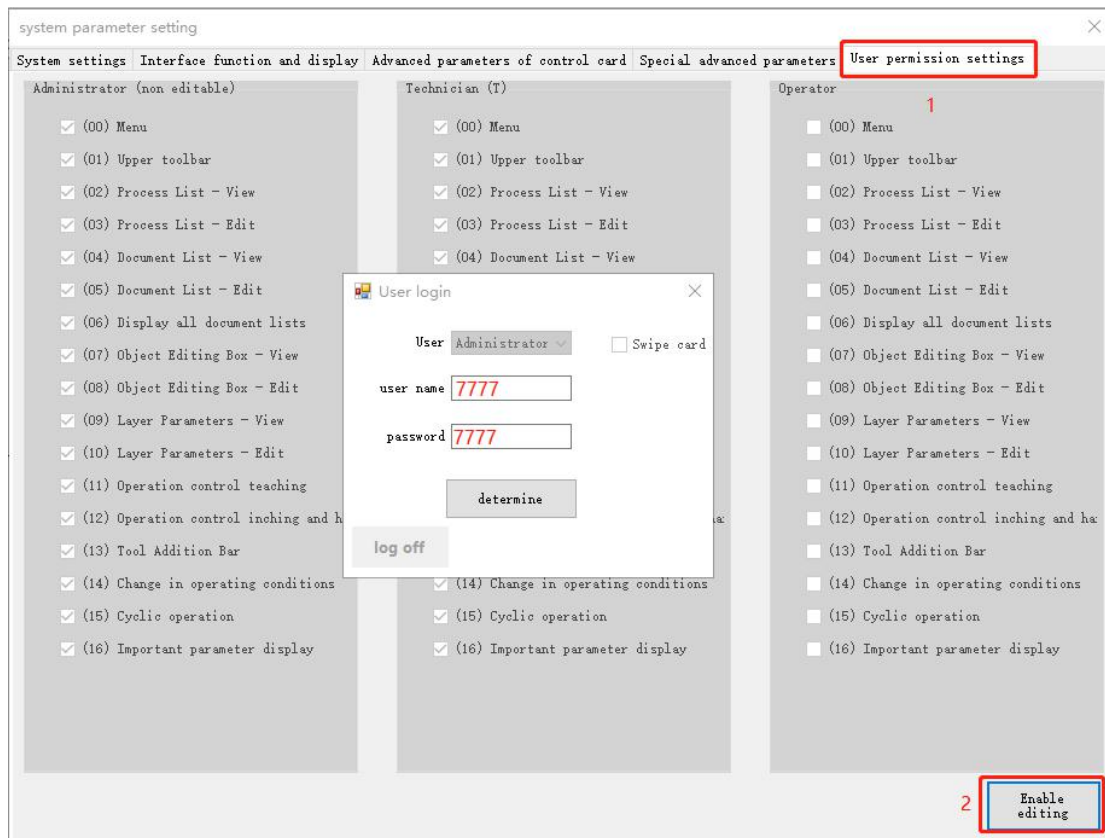 system parameter setting
System settings Interface function and display Advanced parameters of control card Special advanced parameters User permission settings
1
Administrator (non editable)
(00) Menu
(01) Upper toolbar
(02) Process List - View
(03) Process List - Edit
(04) Document List - View
(05) Document List - Edit
(06) Display all document lists
(07) Object Editing Box - View
(08) Object Editing Box - Edit
(09) Layer Parameters - View
(10) Layer Parameters - Edit
(11) Operation control teaching
(12) Operation control inching and h
(13) Tool Addition Bar
(14) Change in operating conditions
(15) Cyclic operation
(16) Important parameter display
Technician (T)
(00) Menu
(01) Upper toolbar
(02) Process List - View
(03) Process List - Edit
(04) Document List - View
(14) Change in operating conditions
(15) Cyclic operation
(16) Important parameter display
User login
User Administrator Swipe card
user name 7777
password 7777
determine
log off
Operator
(00) Menu
(01) Upper toolbar
(02) Process List - View
(03) Process List - Edit
(04) Document List - View
(05) Document List - Edit
(06) Display all document lists
(07) Object Editing Box - View
(08) Object Editing Box - Edit
(09) Layer Parameters - View
(10) Layer Parameters - Edit
(11) Operation control teaching
(12) Operation control inching and ha
(13) Tool Addition Bar
(14) Change in operating conditions
(15) Cyclic operation
(16) Important parameter display
2
Enable
editing